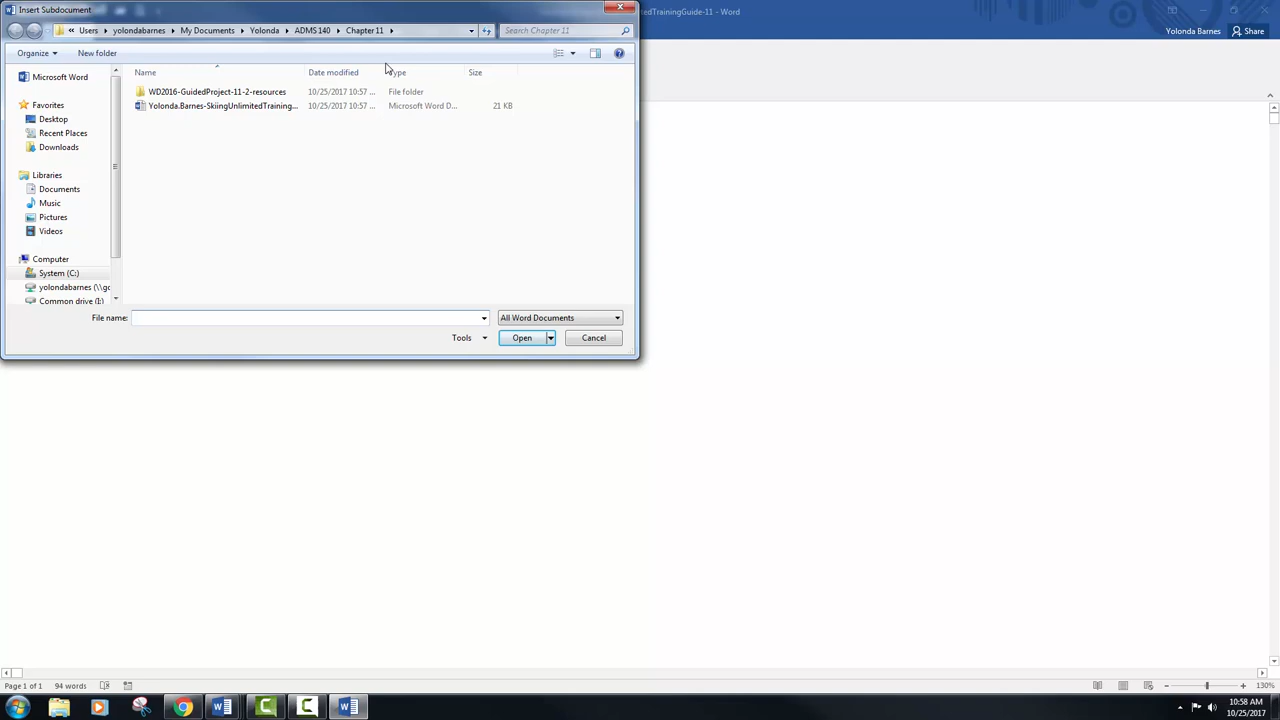 Insert Subdocument
itedTrainingGuide-11 - Word
« Users yolondabarnes My Documents Yolonda ADMS 140 Chapter 11
Search Chapter 11
Yolonda Barnes Share
Organize New folder
Name Date modified Type Size
Microsoft Word
WD2016-GuidedProject-11-2-resources 10/25/2017 10:57 ... File folder
Yolonda.Barnes-SkiingUnlimitedTraining... 10/25/2017 10:57 ... Microsoft Word D... 21 KB
Favorites
Desktop
Recent Places
Downloads
Libraries
Documents
Music
Pictures
Videos
Computer
System (C:)
yolondabarnes (\\gc
Common drive (I:)
File name: All Word Documents
Tools Open Cancel
Page 1 of 1 94 words 130%
10:58 AM
10/25/2017